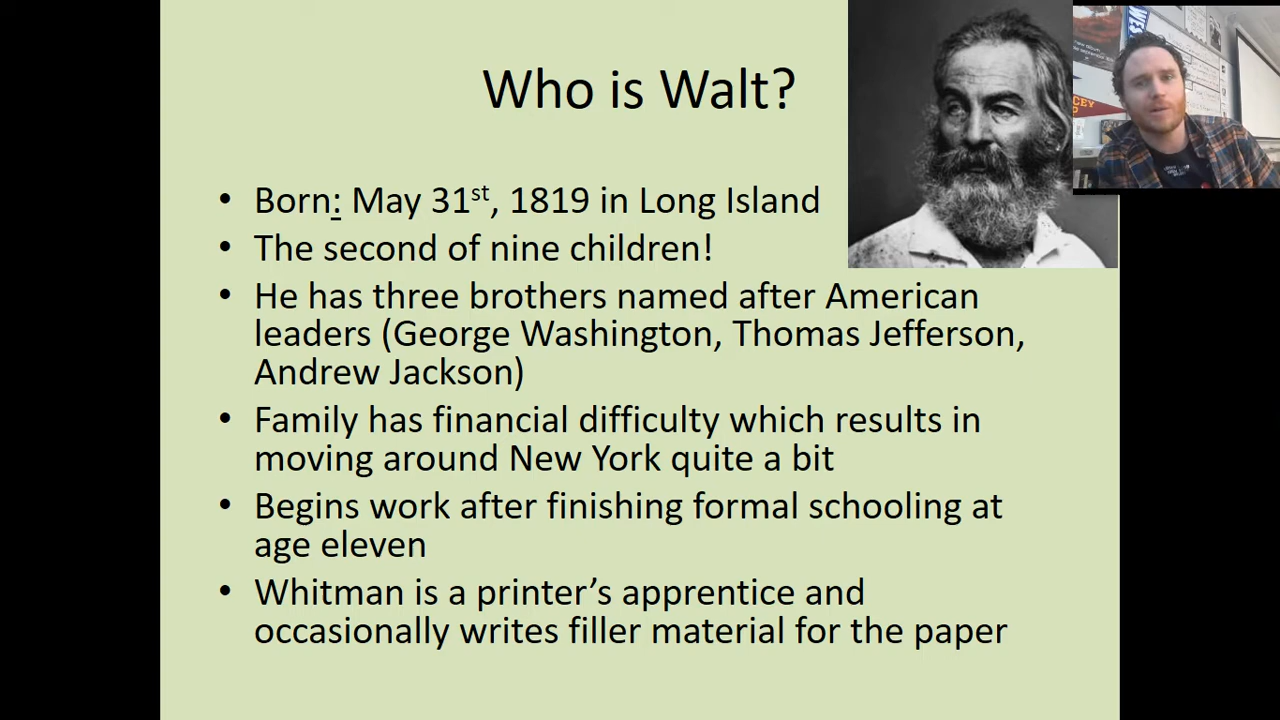 Who is Walt?
• Born: May 31st, 1819 in Long Island
• The second of nine children!
• He has three brothers named after American
leaders (George Washington, Thomas Jefferson,
Andrew Jackson)
• Family has financial difficulty which results in
moving around New York quite a bit
• Begins work after finishing formal schooling at
age eleven
• Whitman is a printer’s apprentice and
occasionally writes filler material for the paper